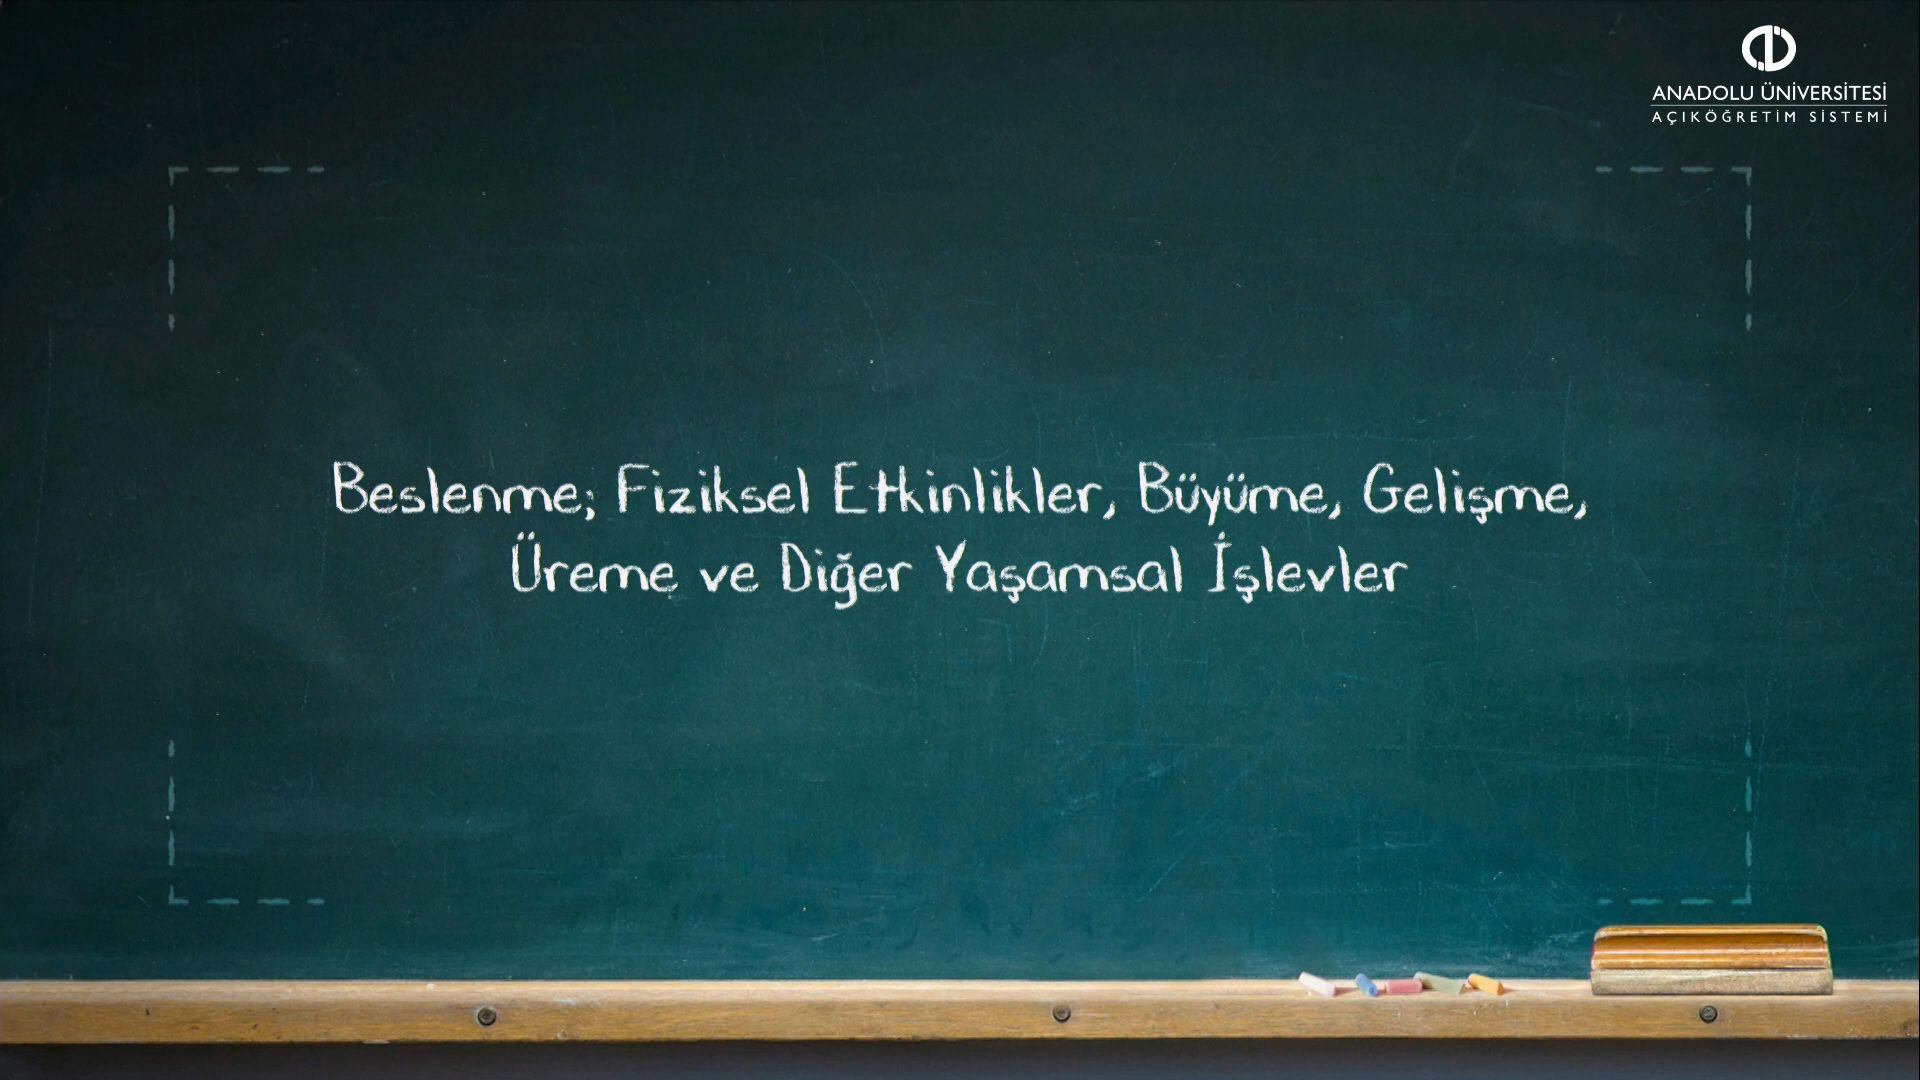 ANADOLU ÜNİVERSİTESİ
AÇIKÖĞRETİM SİSTEMİ
Beslenme; Fiziksel Etkinlikler, Büyüme, Gelişme,
Üreme ve Diğer Yaşamsal İşlevler